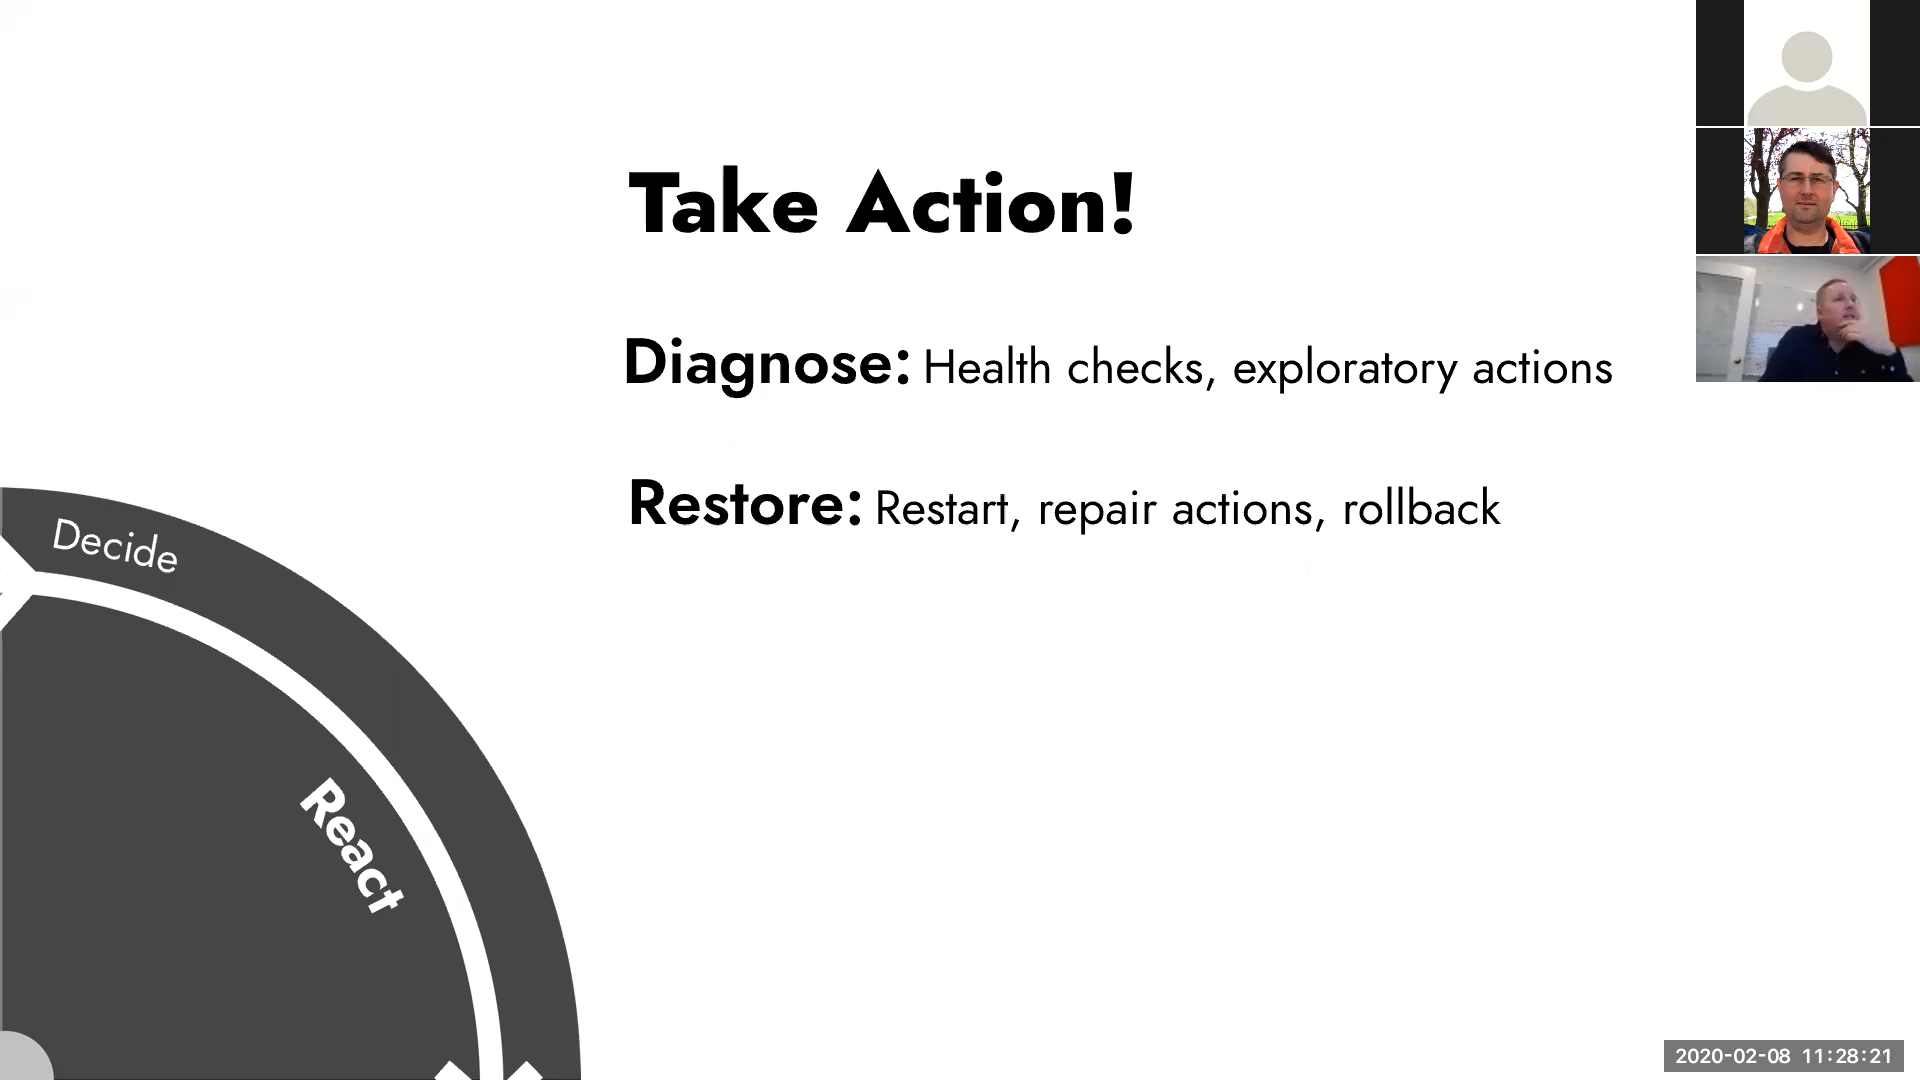 Take Action!
Diagnose: Health checks, exploratory actions
Restore: Restart, repair actions, rollback
Decide
React
2020-02-08 11:28:21